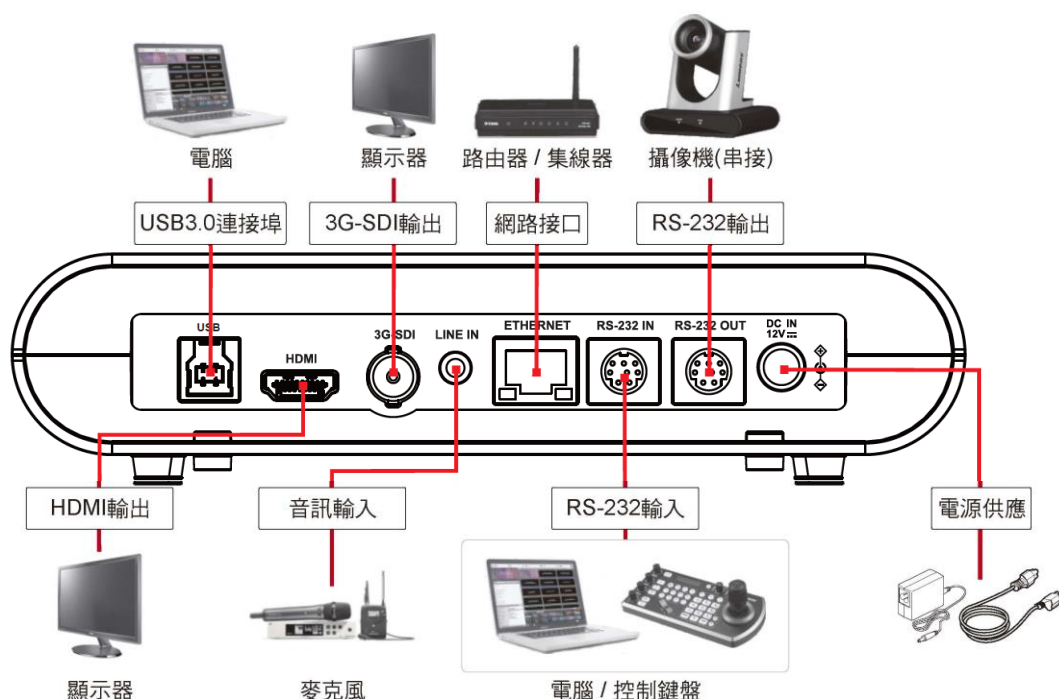 電腦
顯示器
路由器 / 集線器
攝像機(串接)
USB3.0連接埠
3G-SDI輸出
網路接口
RS-232輸出
USB
HDMI
3G-SDI
LINE IN
ETHERNET
RS-232 IN
RS-232 OUT
DC IN
12V
HDMI輸出
音訊輸入
RS-232輸入
電源供應
顯示器
麥克風
電腦 / 控制鍵盤